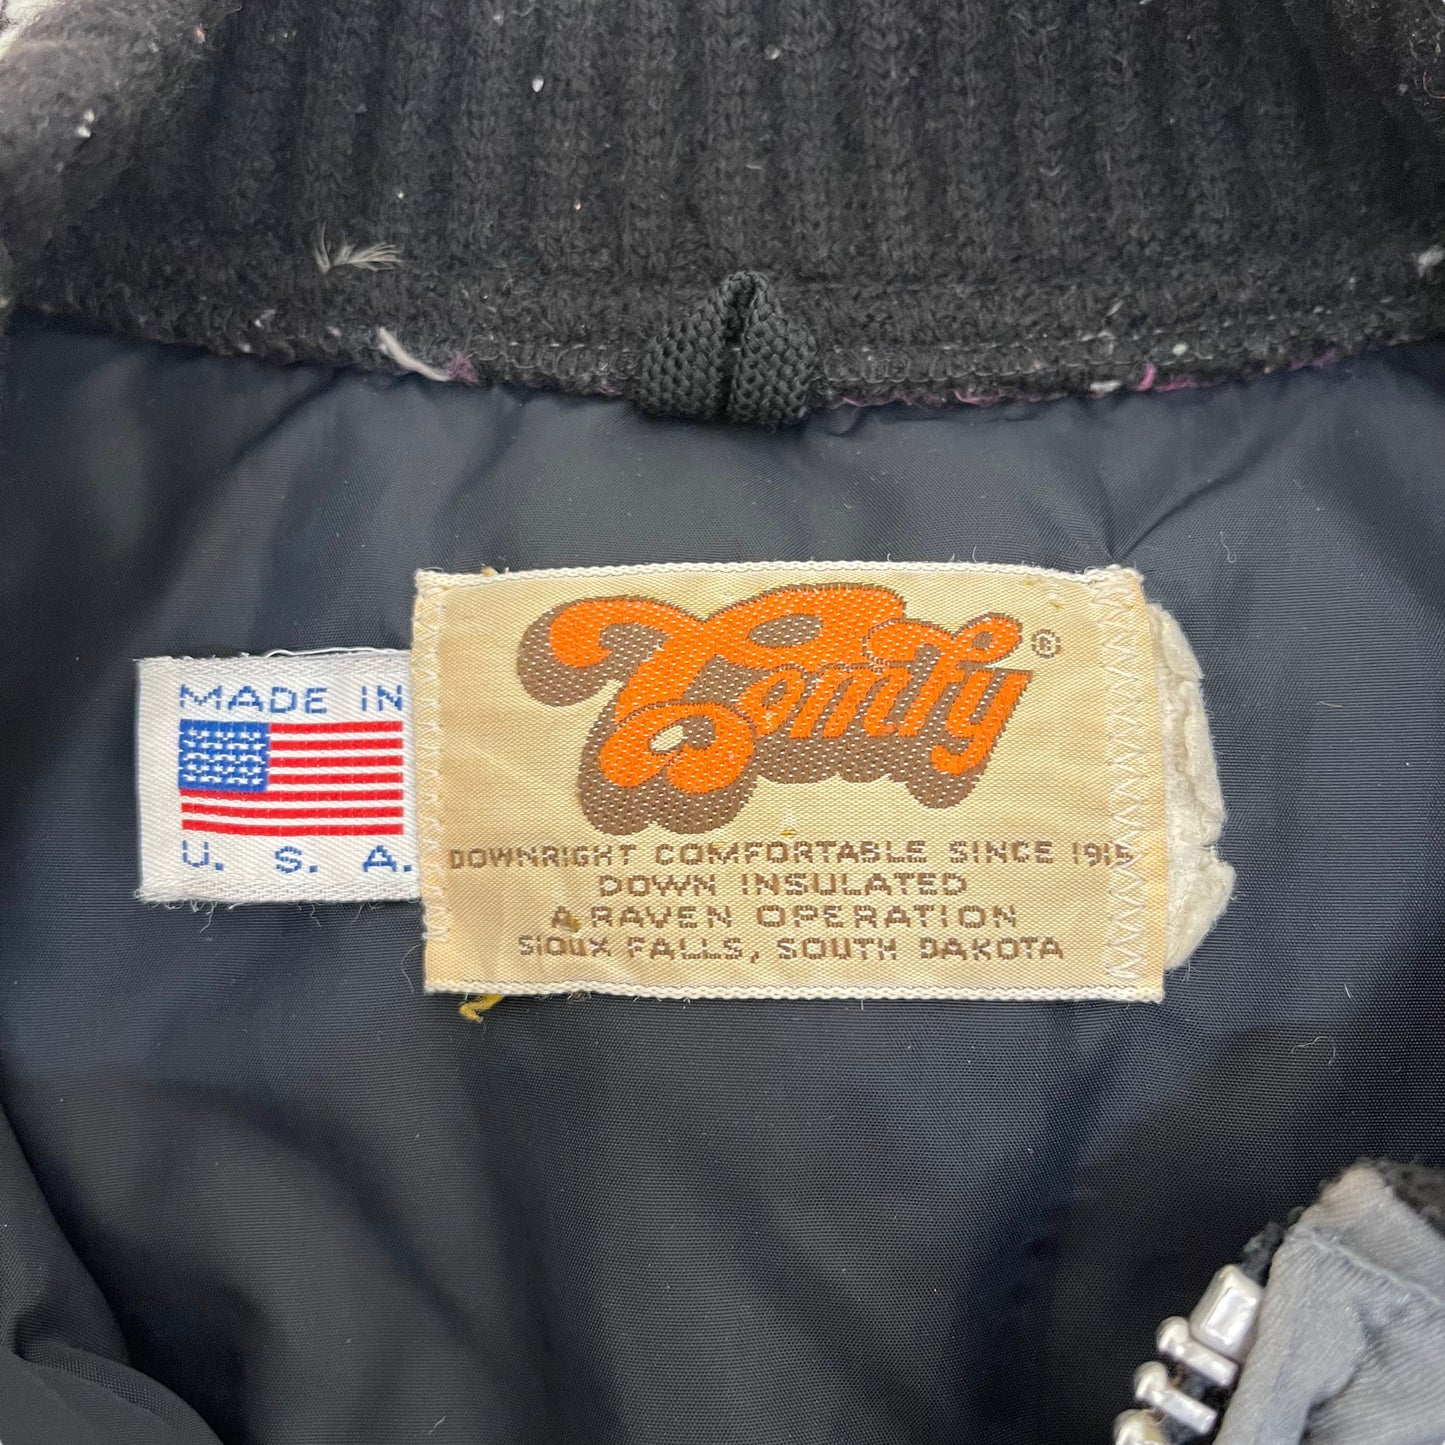 MADE IN
U. S. A.
Comfy®
DOWNRIGHT COMFORTABLE SINCE 1915
DOWN INSULATED
A RAVEN OPERATION
SIOUX FALLS, SOUTH DAKOTA